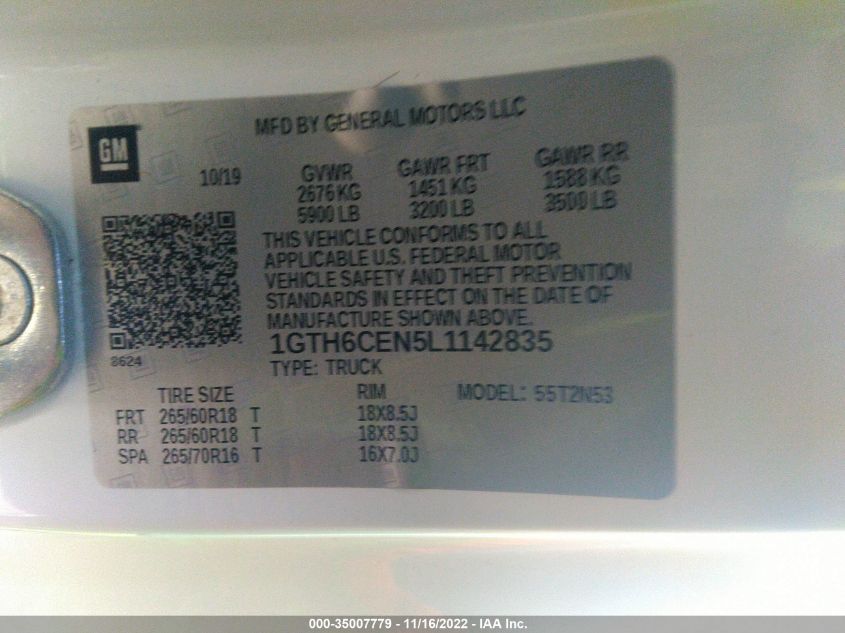 MFD BY GENERAL MOTORS LLC
GM
10/19
GVWR GAWR FRT GAWR RR
2676 KG 1451 KG 1588 KG
5900 LB 3200 LB 3500 LB
THIS VEHICLE CONFORMS TO ALL
APPLICABLE U.S. FEDERAL MOTOR
VEHICLE SAFETY AND THEFT PREVENTION
STANDARDS IN EFFECT ON THE DATE OF
MANUFACTURE SHOWN ABOVE.
1GTH6CEN5L1142835
8624
TYPE: TRUCK
TIRE SIZE RIM MODEL: 55T2N53
FRT 265/60R18 T 18X8.5J
RR 265/60R18 T 18X8.5J
SPA 265/70R16 T 16X7.0J
000-35007779 - 11/16/2022 - IAA Inc.